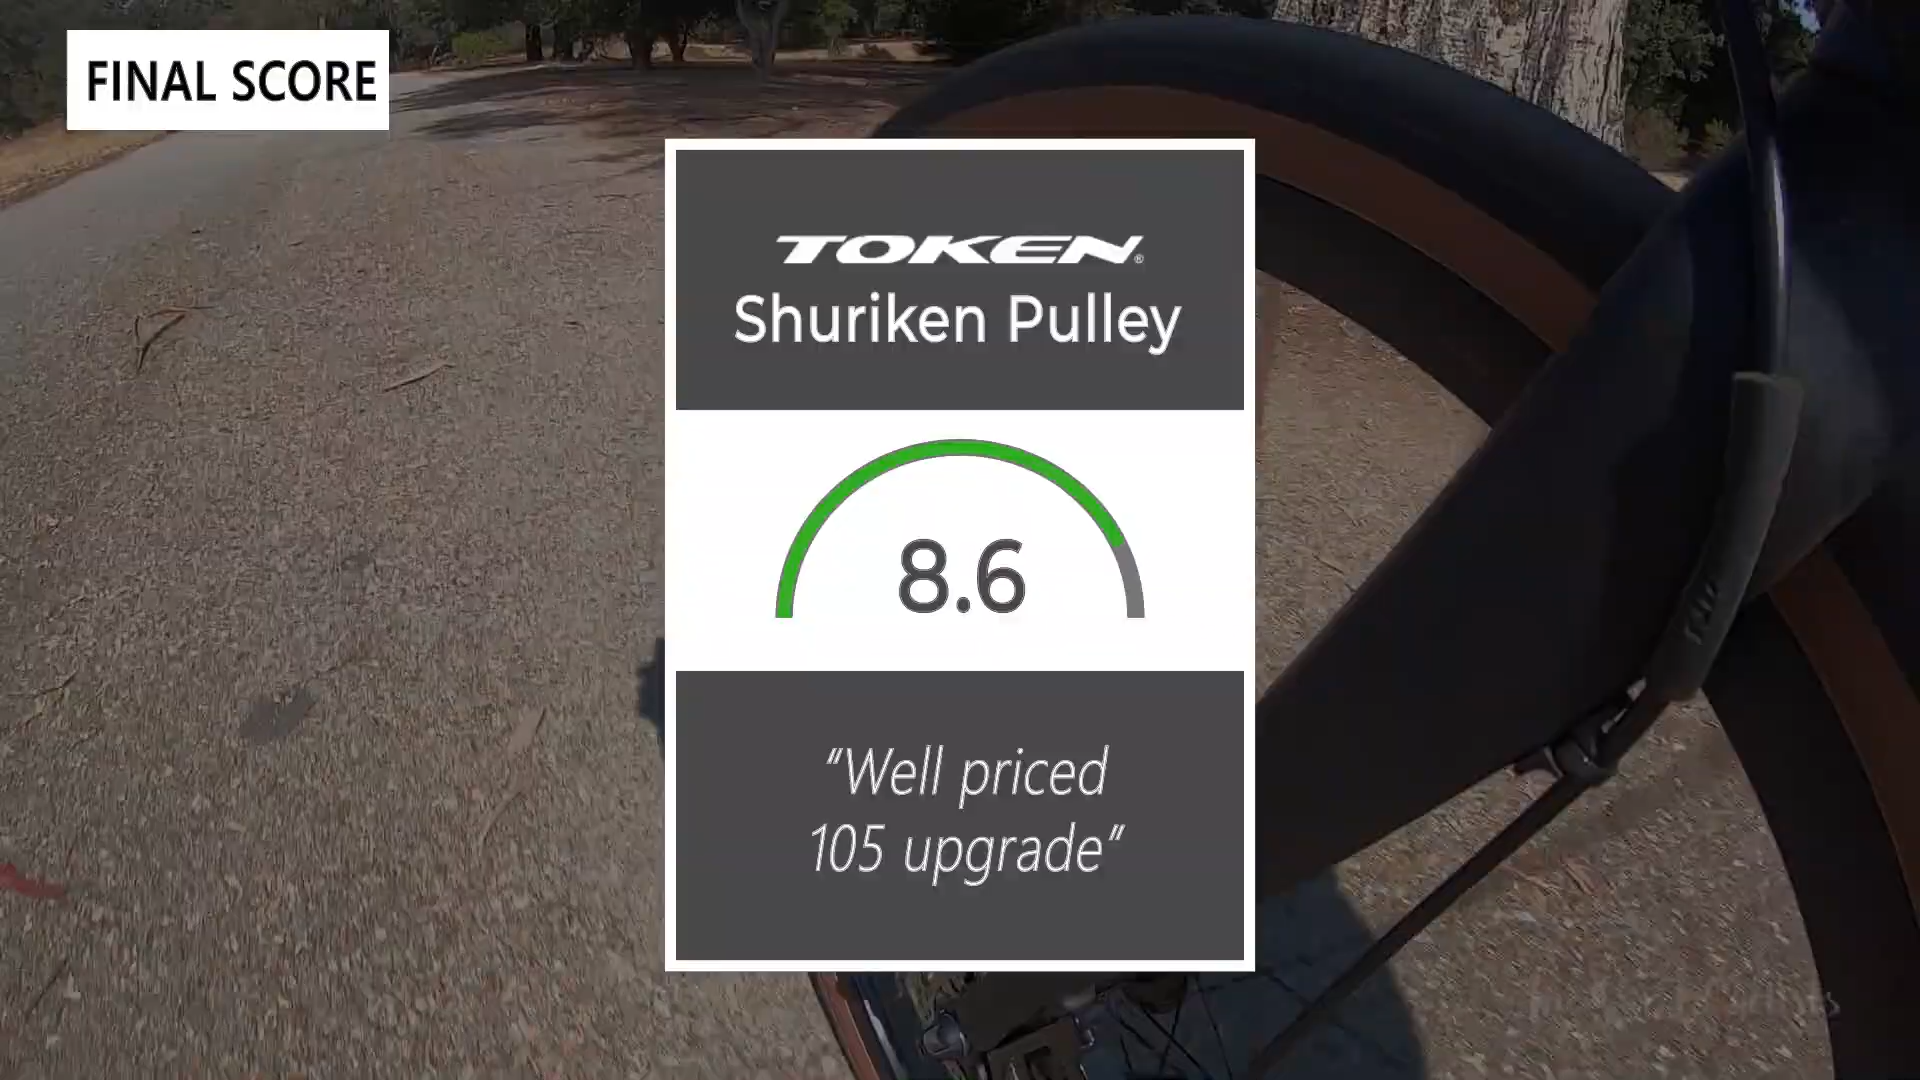 FINAL SCORE
TOKEN®
Shuriken Pulley
8.6
“Well priced
105 upgrade”